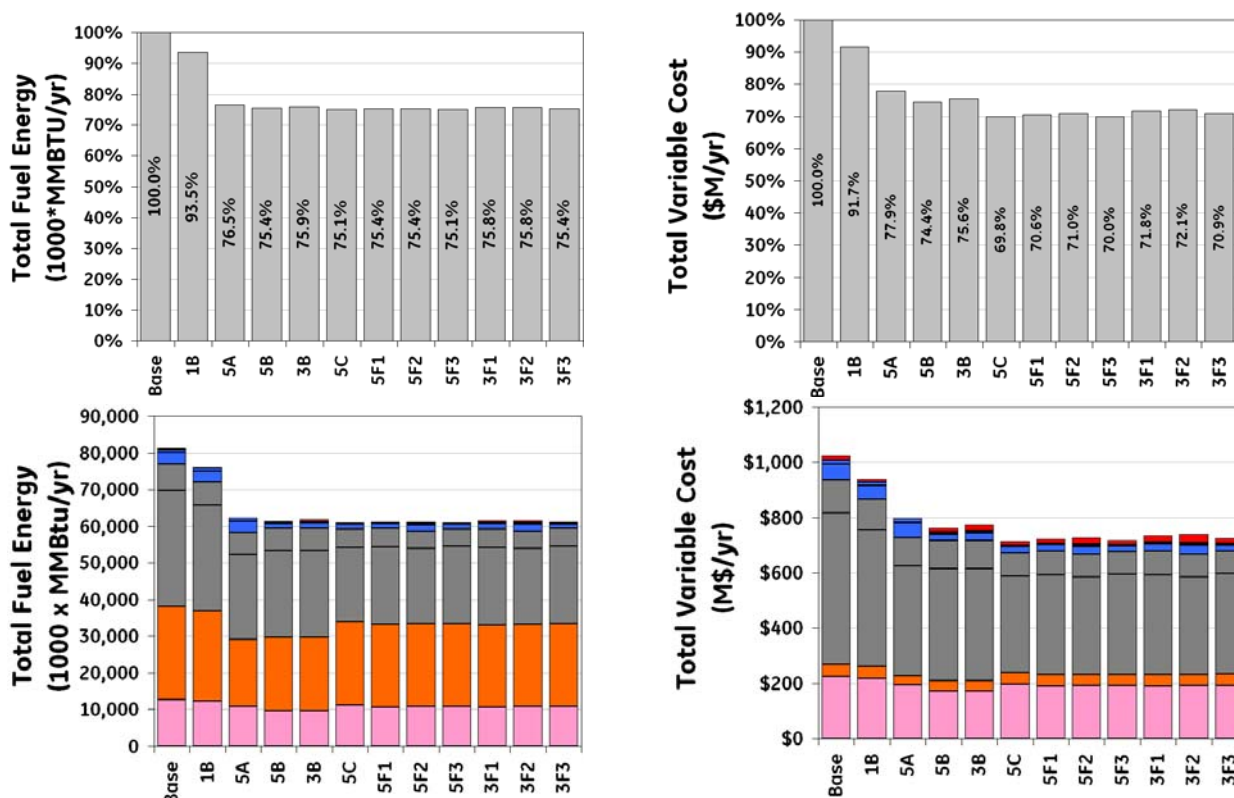 Total Fuel Energy
(1000*MMBTU/yr)
100%
90%
80%
70%
60%
50%
40%
30%
20%
10%
0%
100.0%
93.5%
76.5%
75.4%
75.9%
75.1%
75.4%
75.4%
75.1%
75.8%
75.8%
75.4%
Base
1B
5A
5B
3B
5C
5F1
5F2
5F3
3F1
3F2
3F3
Total Variable Cost
($M/yr)
100%
90%
80%
70%
60%
50%
40%
30%
20%
10%
0%
100.0%
91.7%
77.9%
74.4%
75.6%
69.8%
70.6%
71.0%
70.0%
71.8%
72.1%
70.9%
Base
1B
5A
5B
3B
5C
5F1
5F2
5F3
3F1
3F2
3F3
Total Fuel Energy
(1000 x MMBtu/yr)
90,000
80,000
70,000
60,000
50,000
40,000
30,000
20,000
10,000
0
Base
1B
5A
5B
3B
5C
5F1
5F2
5F3
3F1
3F2
3F3
Total Variable Cost
(M$/yr)
$1,200
$1,000
$800
$600
$400
$200
$0
Base
1B
5A
5B
3B
5C
5F1
5F2
5F3
3F1
3F2
3F3